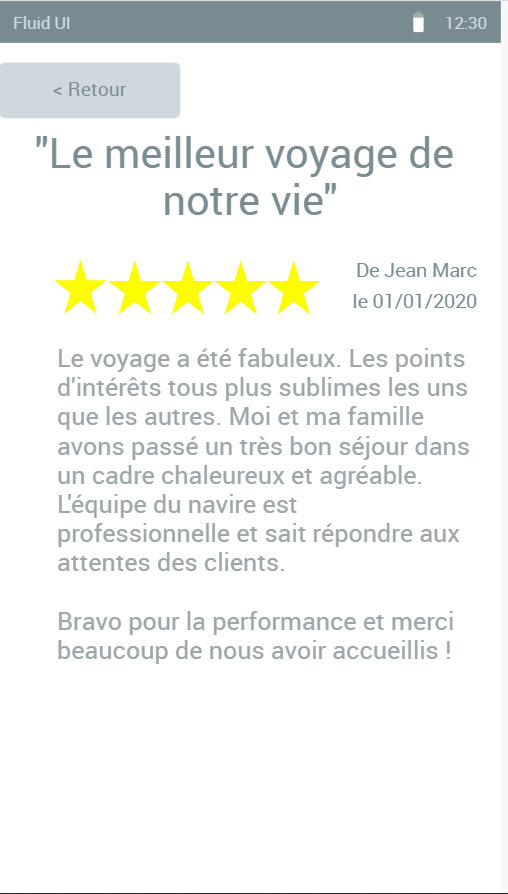 Fluid UI
12:30
< Retour
"Le meilleur voyage de
notre vie"
De Jean Marc
le 01/01/2020
Le voyage a été fabuleux. Les points
d'intérêts tous plus sublimes les uns
que les autres. Moi et ma famille
avons passé un très bon séjour dans
un cadre chaleureux et agréable.
L'équipe du navire est
professionnelle et sait répondre aux
attentes des clients.
Bravo pour la performance et merci
beaucoup de nous avoir accueillis !